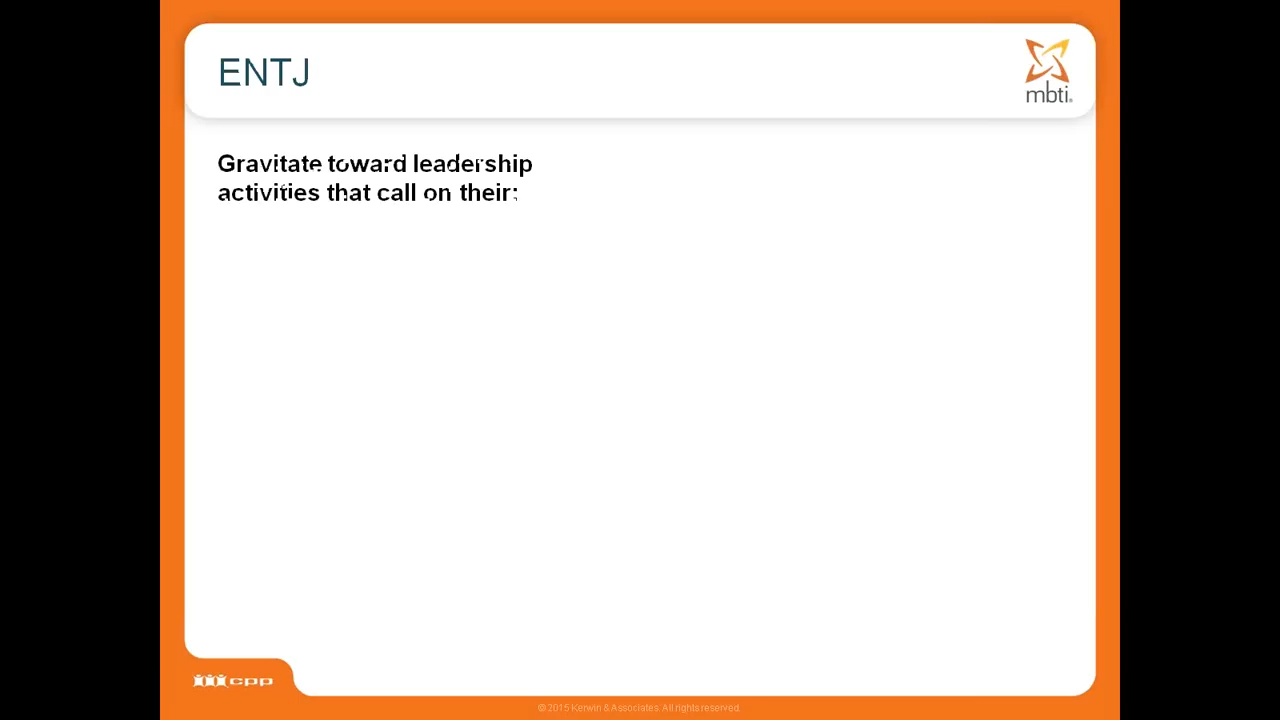 ENTJ
mbti®
Gravitate toward leadership
activities that call on their:
cpp
© 2015 Kerwin & Associates. All rights reserved.